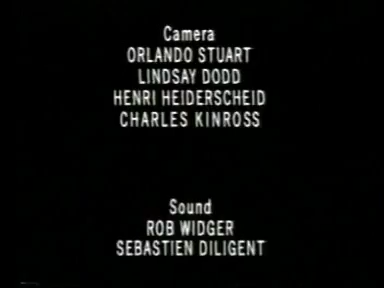 Camera
ORLANDO STUART
LINDSAY DODD
HENRI HEIDERSCHEID
CHARLES KINROSS
Sound
ROB WIDGER
SEBASTIEN DILIGENT